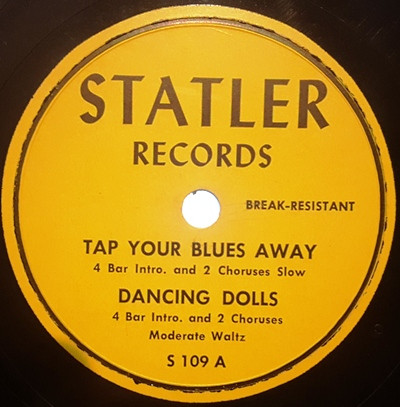 STATLER
RECORDS
BREAK-RESISTANT
TAP YOUR BLUES AWAY
4 Bar Intro. and 2 Choruses Slow
DANCING DOLLS
4 Bar Intro. and 2 Choruses
Moderate Waltz
S 109 A